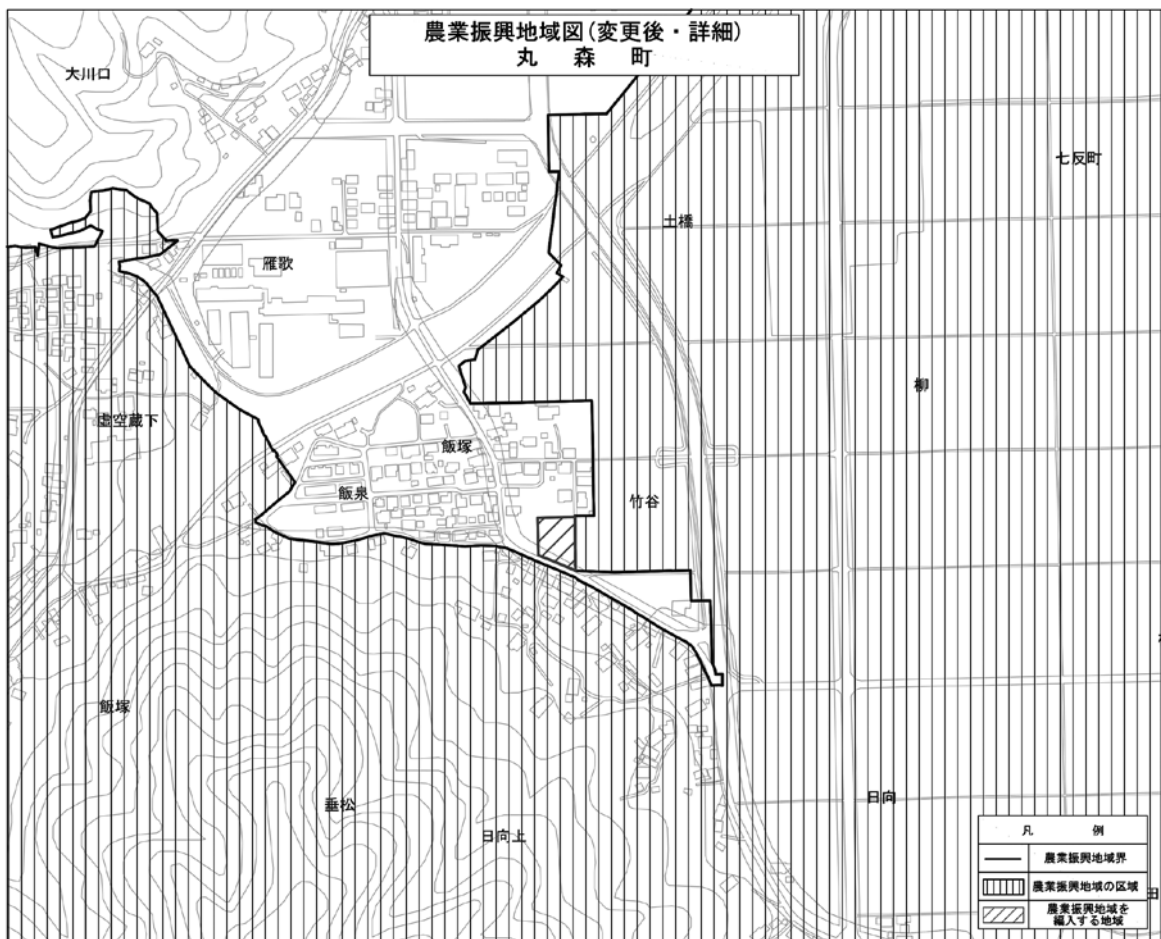 農業振興地域図(変更後・詳細)
丸森町
大川口
七反町
土橋
雁歌
柳
虚空蔵下
飯塚
飯泉
竹谷
飯塚
垂松
日向
日向上
凡例
農業振興地域界
農業振興地域の区域
農業振興地域を
編入する地域
田